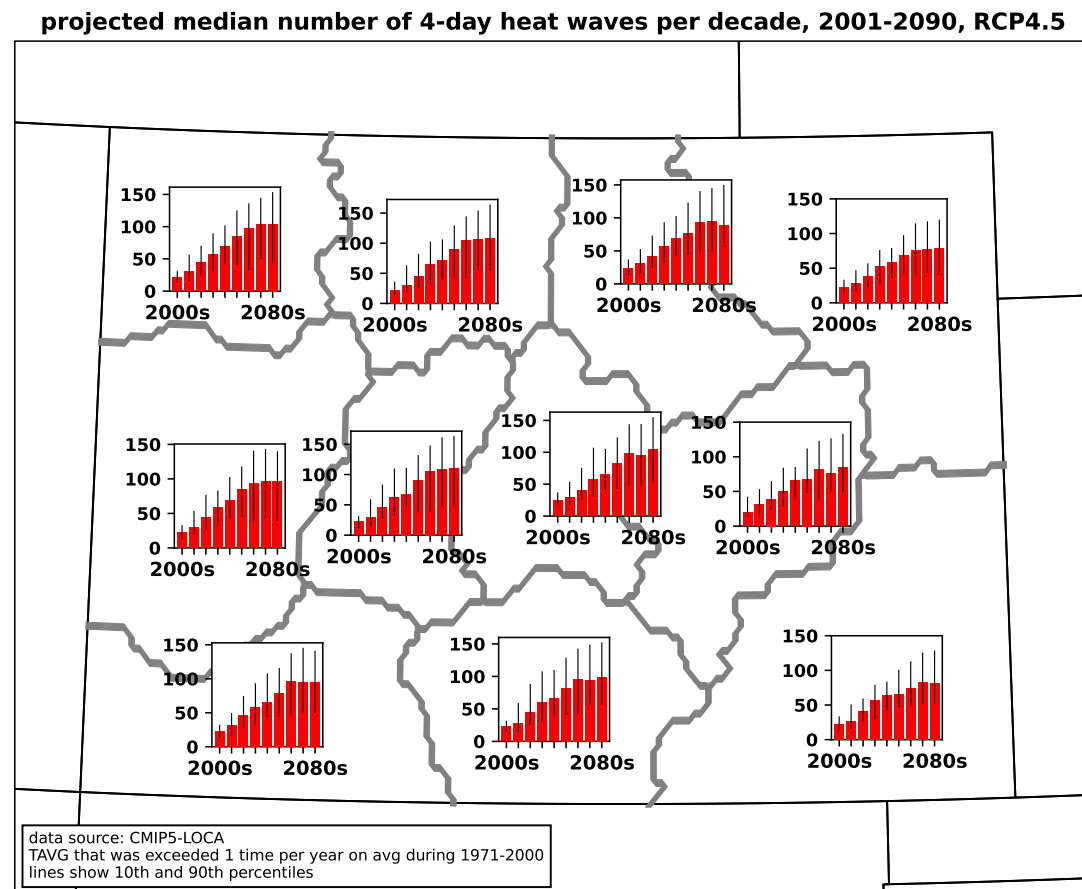 projected median number of 4-day heat waves per decade, 2001-2090, RCP4.5
150
100
50
0
2000s 2080s
150
100
50
0
2000s 2080s
150
100
50
0
2000s 2080s
150
100
50
0
2000s 2080s
150
100
50
0
2000s 2080s
150
100
50
0
2000s 2080s
150
100
50
0
2000s 2080s
150
100
50
0
2000s 2080s
150
100
50
0
2000s 2080s
150
100
50
0
2000s 2080s
150
100
50
0
2000s 2080s
data source: CMIP5-LOCA
TAVG that was exceeded 1 time per year on avg during 1971-2000
lines show 10th and 90th percentiles